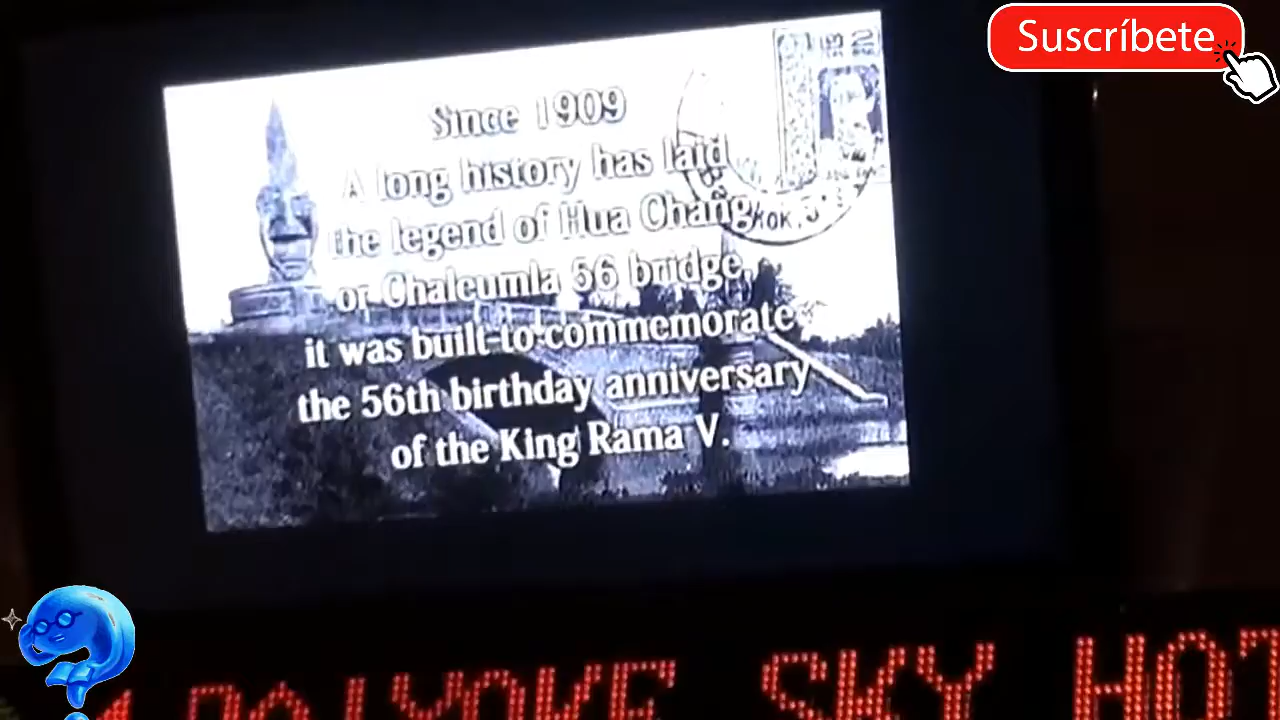 Suscríbete
Since 1909
A long history has laid
the legend of Hua Chang
or Chaleumla 56 bridge,
it was built to commemorate
the 56th birthday anniversary
of the King Rama V.
SKY HOT